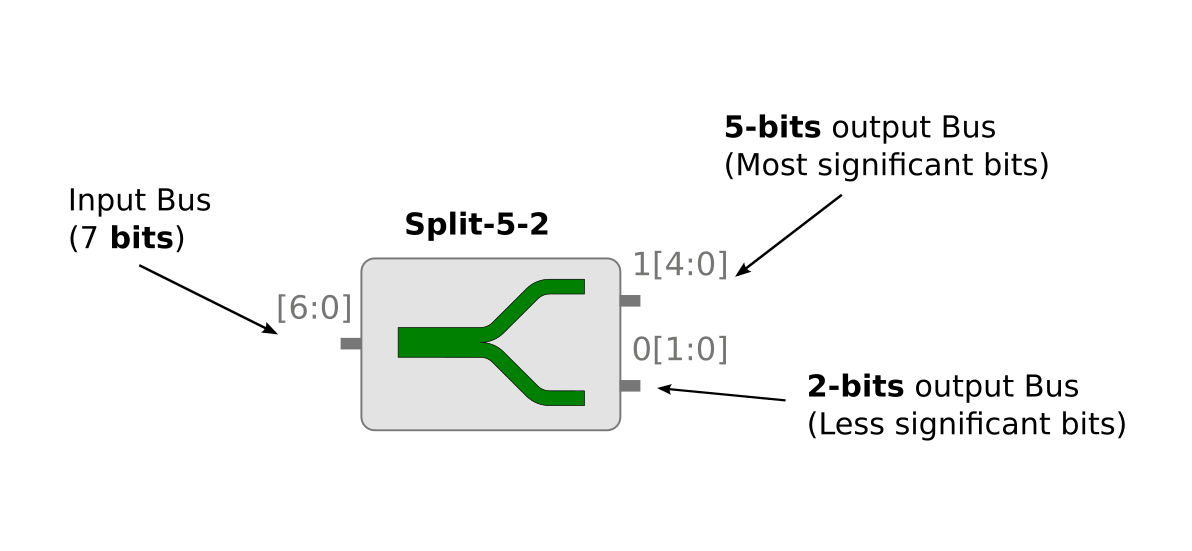 5-bits output Bus
(Most significant bits)
Input Bus
(7 bits)
Split-5-2
1[4:0]
[6:0]
0[1:0]
2-bits output Bus
(Less significant bits)